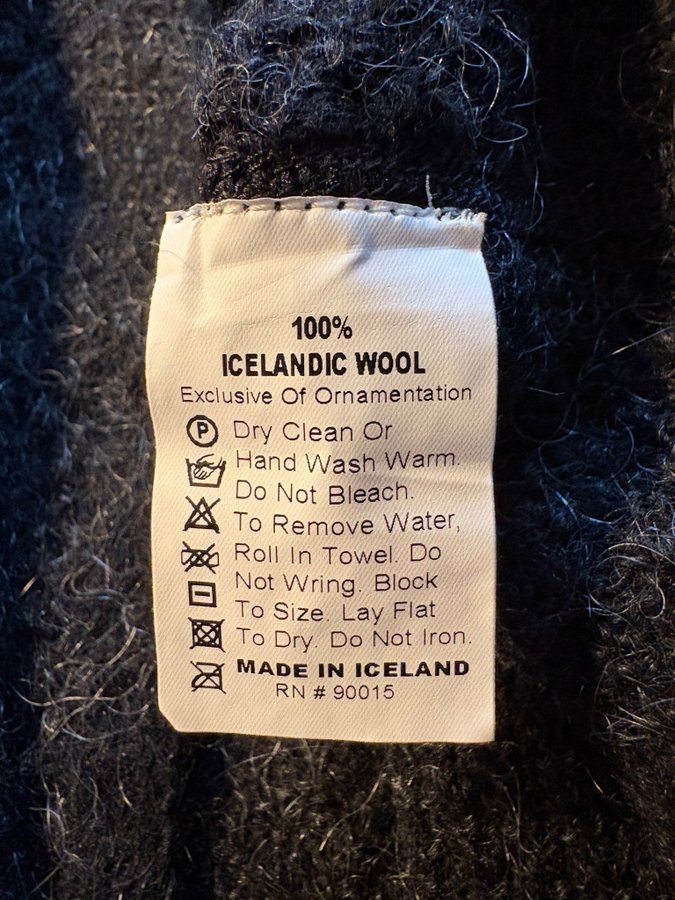 100%
ICELANDIC WOOL
Exclusive Of Ornamentation
P Dry Clean Or
Hand Wash Warm.
Do Not Bleach.
To Remove Water,
Roll In Towel. Do
Not Wring. Block
To Size. Lay Flat
To Dry. Do Not Iron.
MADE IN ICELAND
RN # 90015